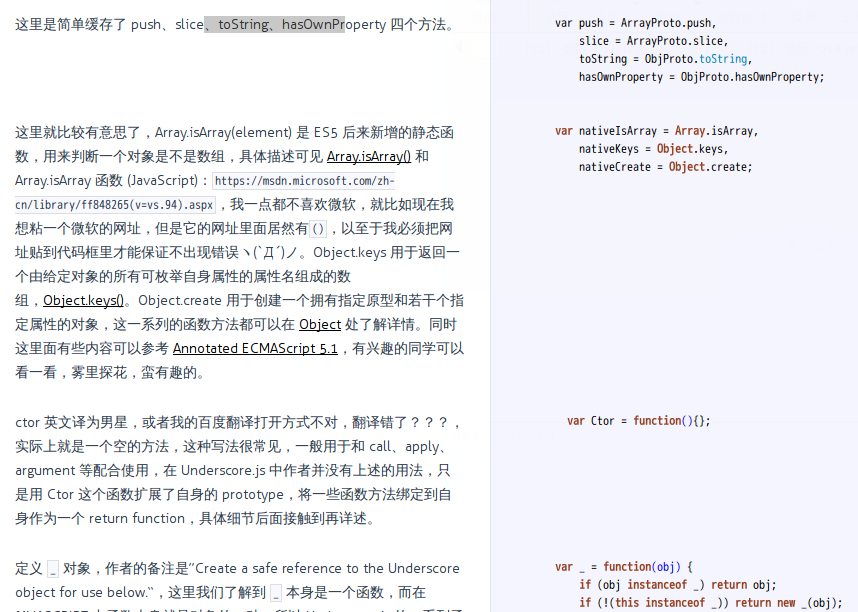 这里是简单缓存了 push、slice、toString、hasOwnProperty 四个方法。
var push = ArrayProto.push,
slice = ArrayProto.slice,
toString = ObjProto.toString,
hasOwnProperty = ObjProto.hasOwnProperty;
这里就比较有意思了，Array.isArray(element) 是 ES5 后来新增的静态函
数，用来判断一个对象是不是数组，具体描述可见 Array.isArray() 和
Array.isArray 函数 (JavaScript)：https://msdn.microsoft.com/zh-
cn/library/ff848265(v=vs.94).aspx，我一点都不喜欢微软，就比如现在我
想粘一个微软的网址，但是它的网址里面居然有()，以至于我必须把网
址贴到代码框里才能保证不出现错误ヽ(`Д´)ノ。Object.keys 用于返回一
个由给定对象的所有可枚举自身属性的属性名组成的数
组，Object.keys()。Object.create 用于创建一个拥有指定原型和若干个指
定属性的对象，这一系列的函数方法都可以在 Object 处了解详情。同时
这里面有些内容可以参考 Annotated ECMAScript 5.1，有兴趣的同学可以
看一看，雾里探花，蛮有趣的。
var nativeIsArray = Array.isArray,
nativeKeys = Object.keys,
nativeCreate = Object.create;
ctor 英文译为男星，或者我的百度翻译打开方式不对，翻译错了？？？，
实际上就是一个空的方法，这种写法很常见，一般用于和 call、apply、
argument 等配合使用，在 Underscore.js 中作者并没有上述的用法，只
是用 Ctor 这个函数扩展了自身的 prototype，将一些函数方法绑定到自
身作为一个 return function，具体细节后面接触到再详述。
var Ctor = function(){};
定义 _ 对象，作者的备注是"Create a safe reference to the Underscore
object for use below."，这里我们了解到 _ 本身是一个函数，而在
var _ = function(obj) {
if (obj instanceof _) return obj;
if (!(this instanceof _)) return new _(obj);